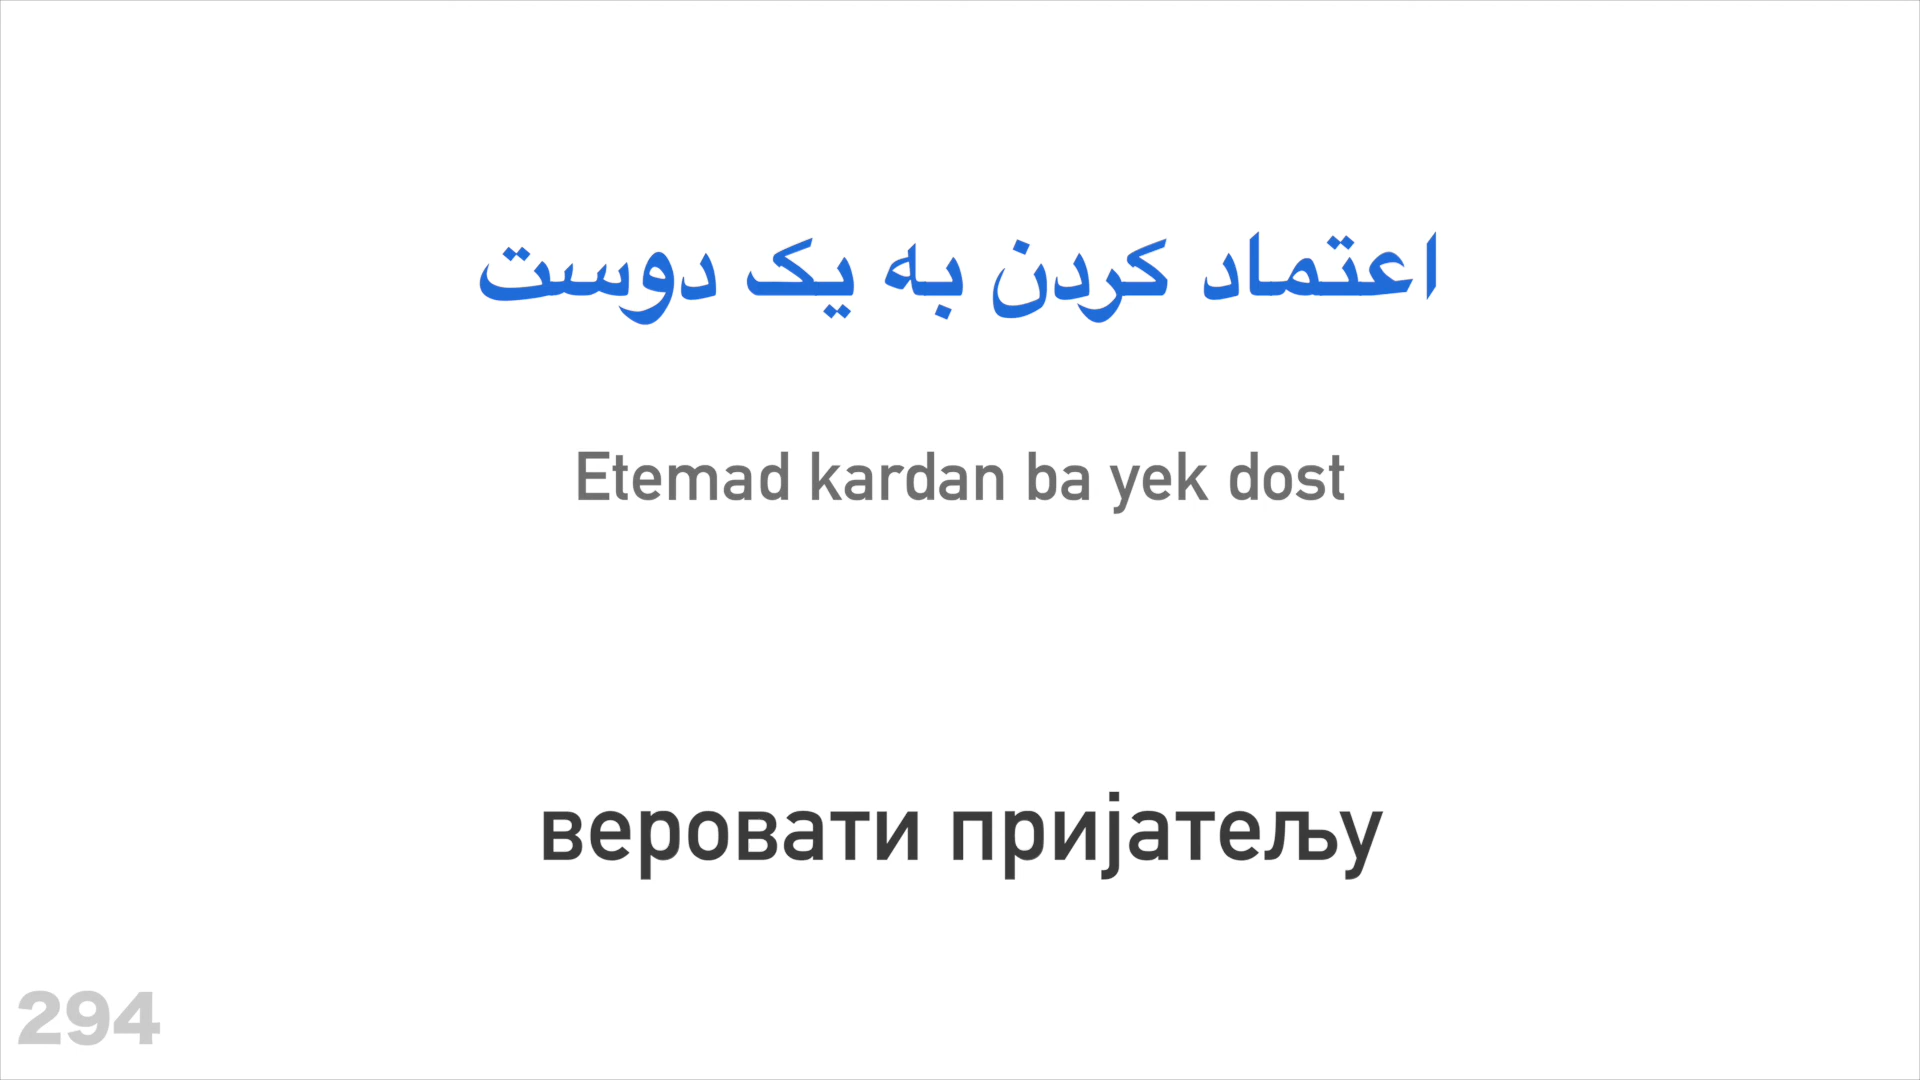 اعتماد کردن به یک دوست
Etemad kardan ba yek dost
веровати пријатељу
294